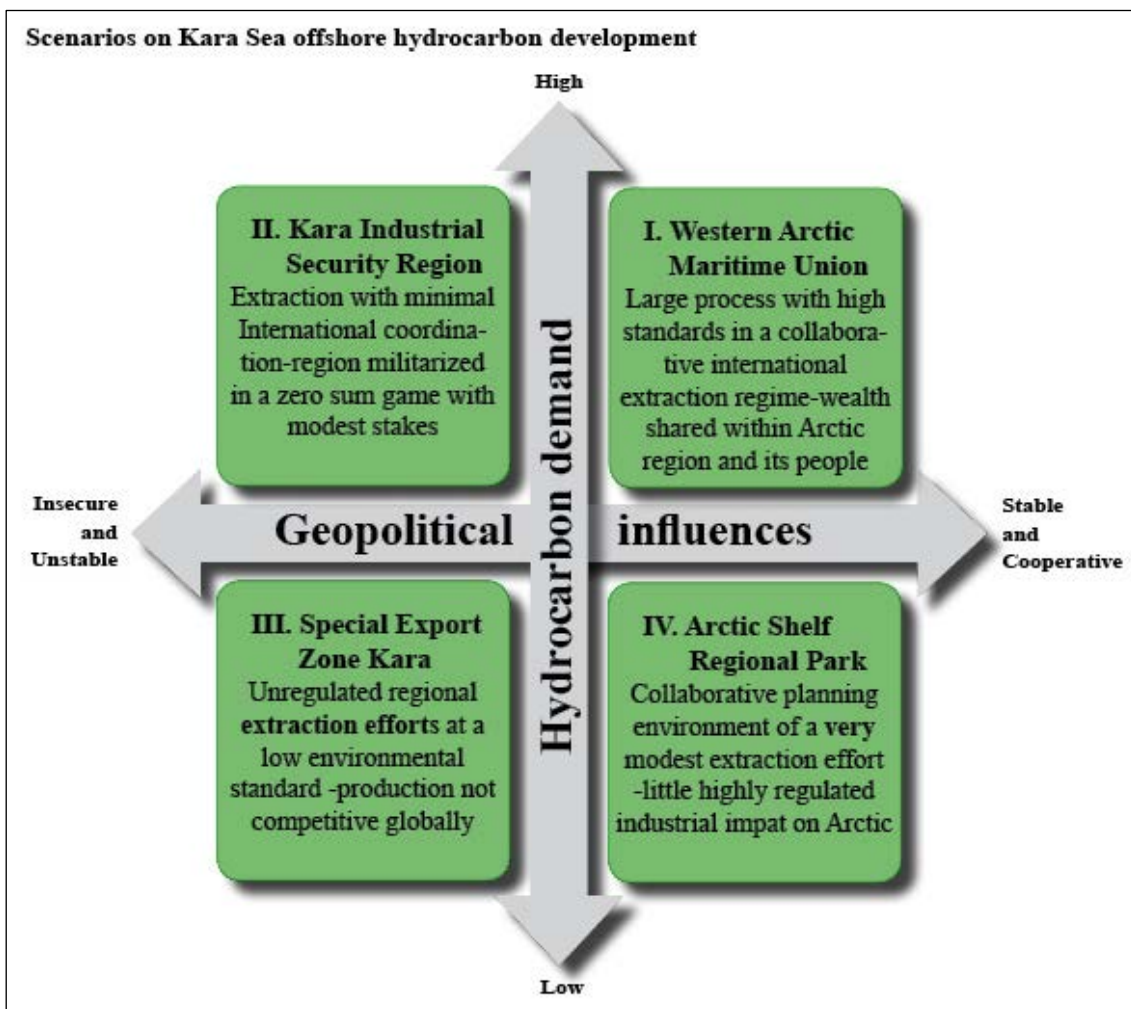 Scenarios on Kara Sea offshore hydrocarbon development
High
II. Kara Industrial
Security Region
Extraction with minimal
International coordina-
tion-region militarized
in a zero sum game with
modest stakes
I. Western Arctic
Maritime Union
Large process with high
standards in a collabora-
tive international
extraction regime-wealth
shared within Arctic
region and its people
Insecure
and
Unstable
Geopolitical influences
Hydrocarbon demand
Stable
and
Cooperative
III. Special Export
Zone Kara
Unregulated regional
extraction efforts at a
low environmental
standard -production not
competitive globally
IV. Arctic Shelf
Regional Park
Collaborative planning
environment of a very
modest extraction effort
-little highly regulated
industrial impat on Arctic
Low